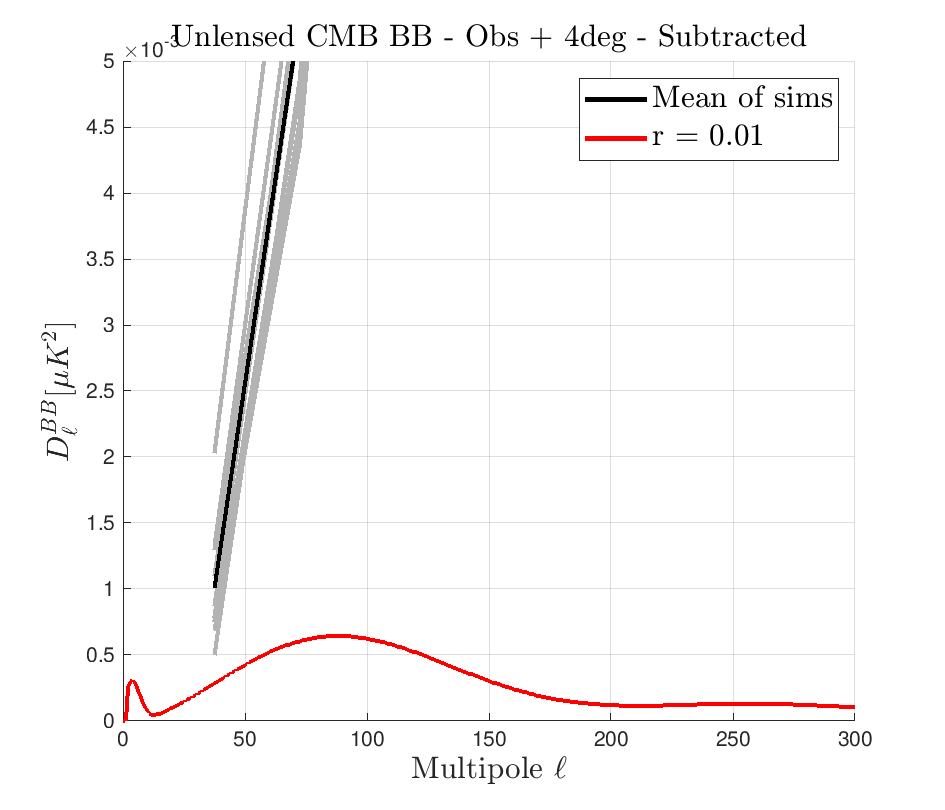 Unlensed CMB BB - Obs + 4deg - Subtracted
×10⁻³
5
4.5
4
3.5
3
2.5
2
1.5
1
0.5
0
0 50 100 150 200 250 300
Mean of sims
r = 0.01
D_ℓ^{BB}[μK²]
Multipole ℓ